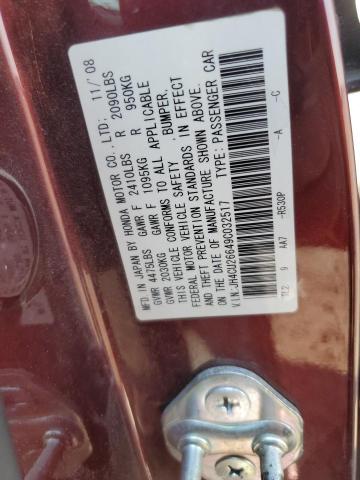 MFD. IN JAPAN BY HONDA MOTOR CO., LTD: 11/'08
GVWR 4475LBS GAWR F 2410LBS R 2090LBS
GVWR 2030KG GAWR F 1095KG R 950KG
THIS VEHICLE CONFORMS TO ALL APPLICABLE
FEDERAL MOTOR VEHICLE SAFETY, BUMPER,
AND THEFT PREVENTION STANDARDS IN EFFECT
ON THE DATE OF MANUFACTURE SHOWN ABOVE.
V.I.N.:JH4CU26649C032517 TYPE: PASSENGER CAR
-R530P -A -C
TL2 9 AA7